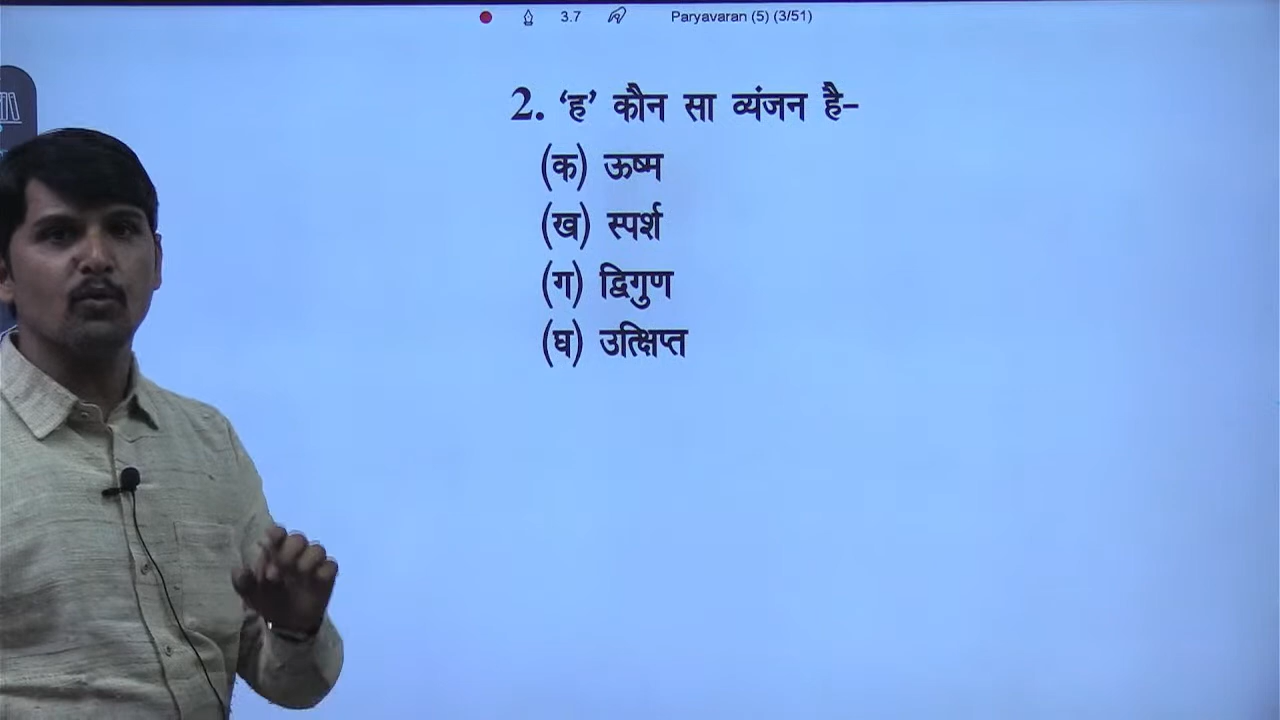 3.7 Paryavaran (5) (3/51)
2. ‘ह’ कौन सा व्यंजन है-
(क) ऊष्म
(ख) स्पर्श
(ग) द्विगुण
(घ) उत्क्षिप्त